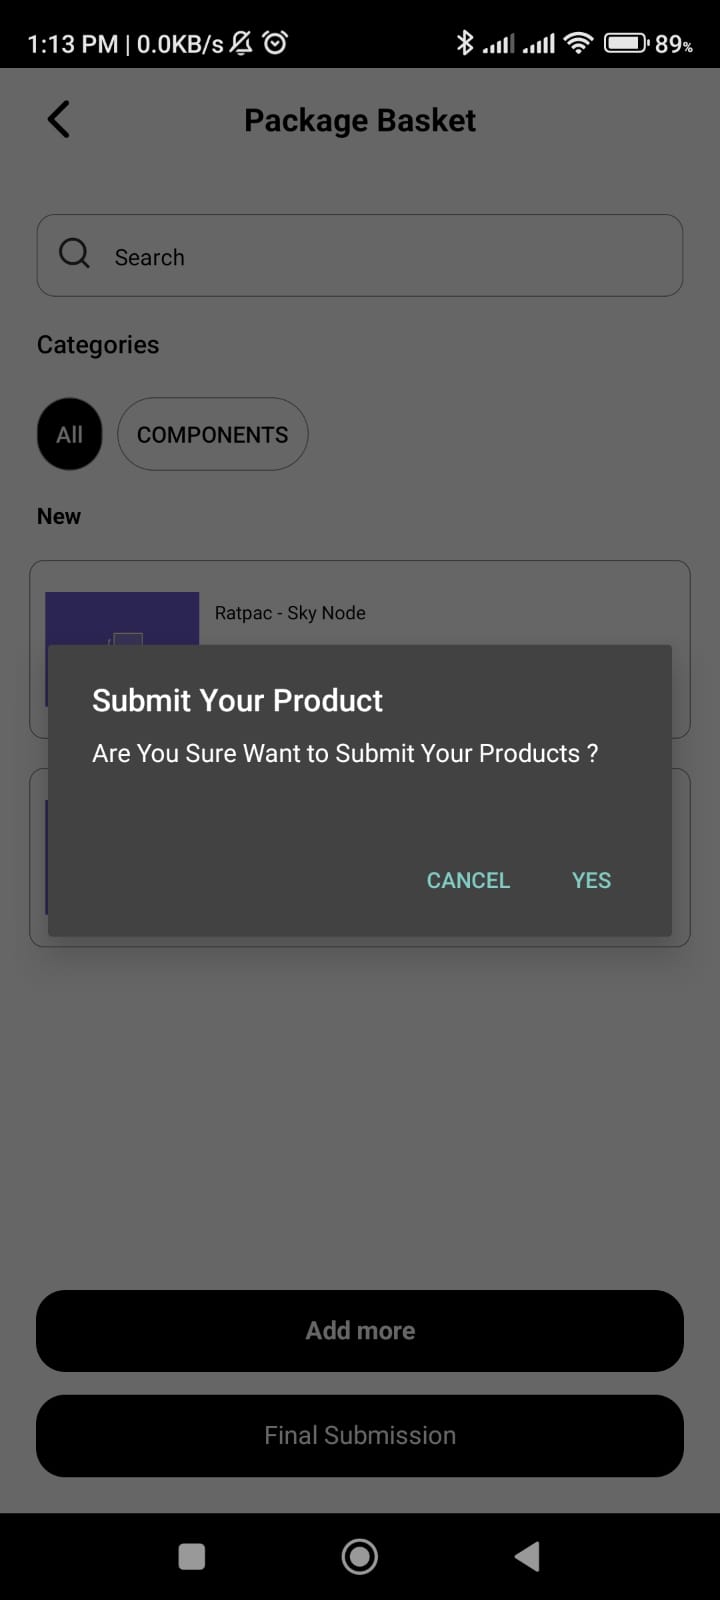 1:13 PM | 0.0KB/s 89%
Package Basket
Search
Categories
All COMPONENTS
New
Ratpac - Sky Node
Submit Your Product
Are You Sure Want to Submit Your Products ?
CANCEL YES
Add more
Final Submission